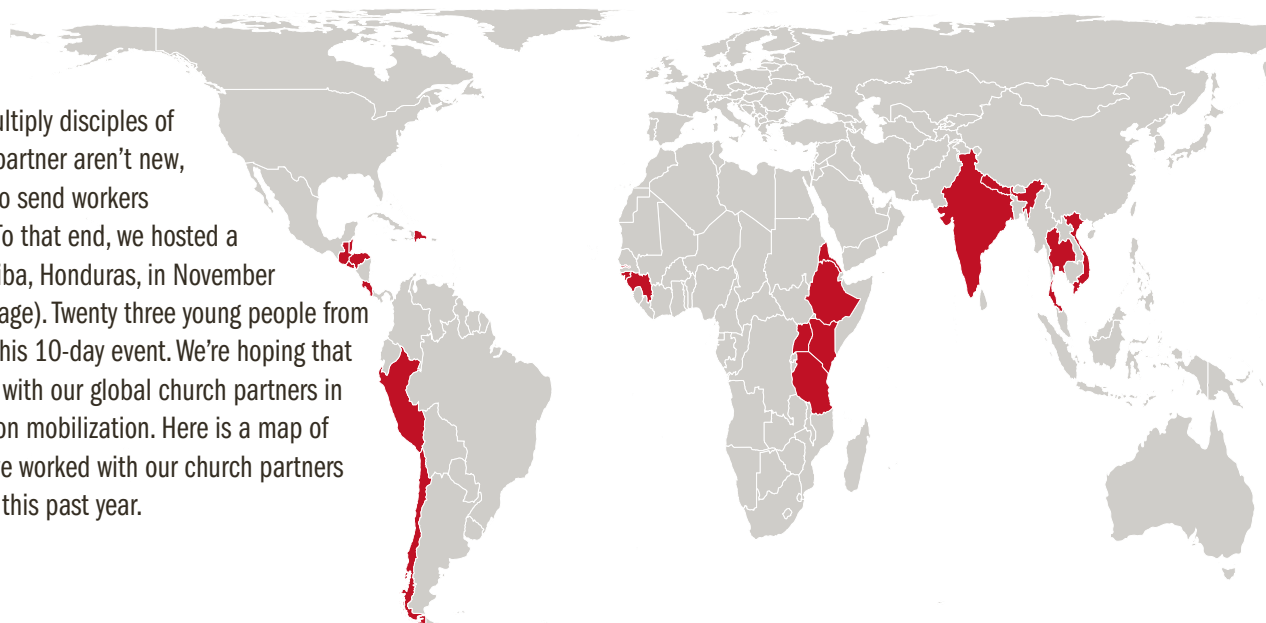 ultiply disciples of
partner aren't new,
o send workers
To that end, we hosted a
iba, Honduras, in November
age). Twenty three young people from
his 10-day event. We're hoping that
with our global church partners in
on mobilization. Here is a map of
e worked with our church partners
this past year.